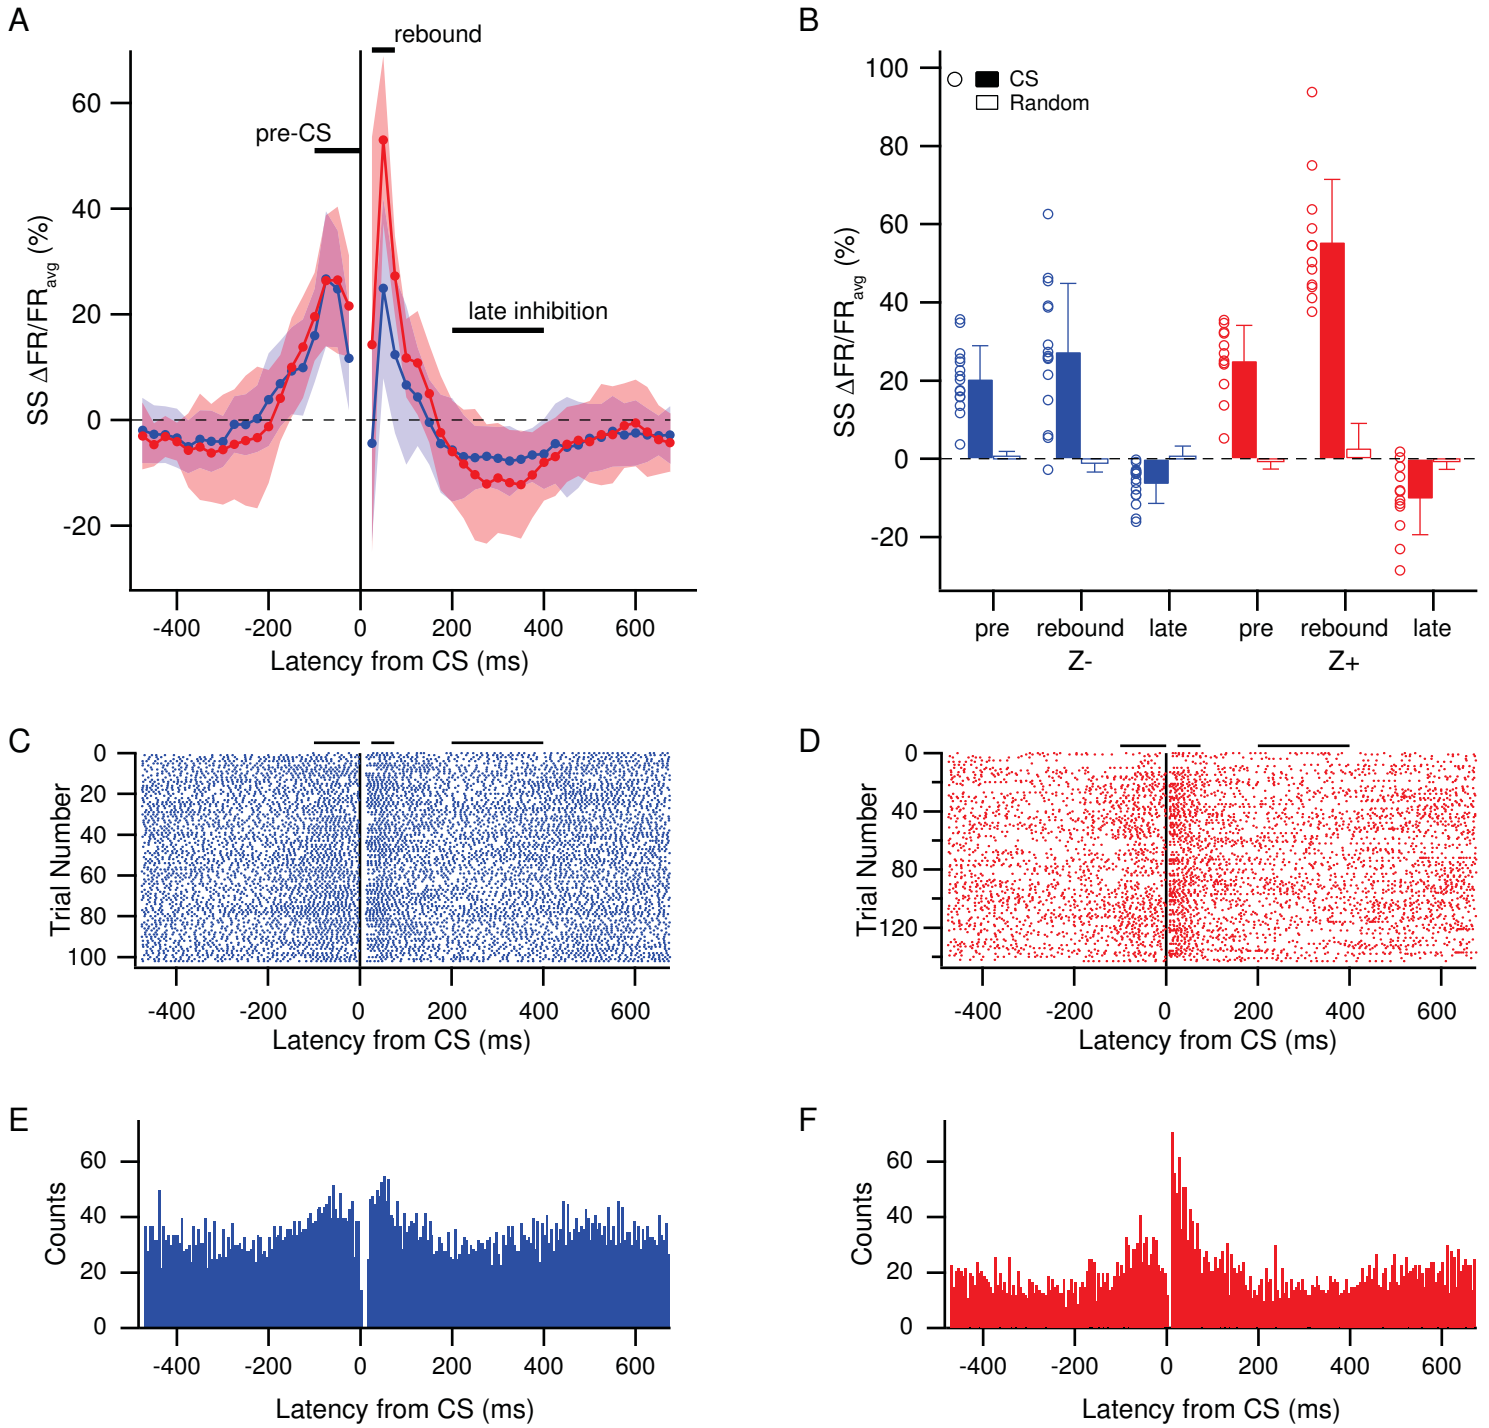 A
rebound
pre-CS
late inhibition
SS ΔFR/FRavg (%)
60
40
20
0
-20
-400 -200 0 200 400 600
Latency from CS (ms)
B
CS
Random
SS ΔFR/FRavg (%)
100
80
60
40
20
0
-20
pre rebound late pre rebound late
Z- Z+
C
Trial Number
0
20
40
60
80
100
-400 -200 0 200 400 600
Latency from CS (ms)
D
Trial Number
0
40
80
120
-400 -200 0 200 400 600
Latency from CS (ms)
E
Counts
60
40
20
0
-400 -200 0 200 400 600
Latency from CS (ms)
F
Counts
60
40
20
0
-400 -200 0 200 400 600
Latency from CS (ms)